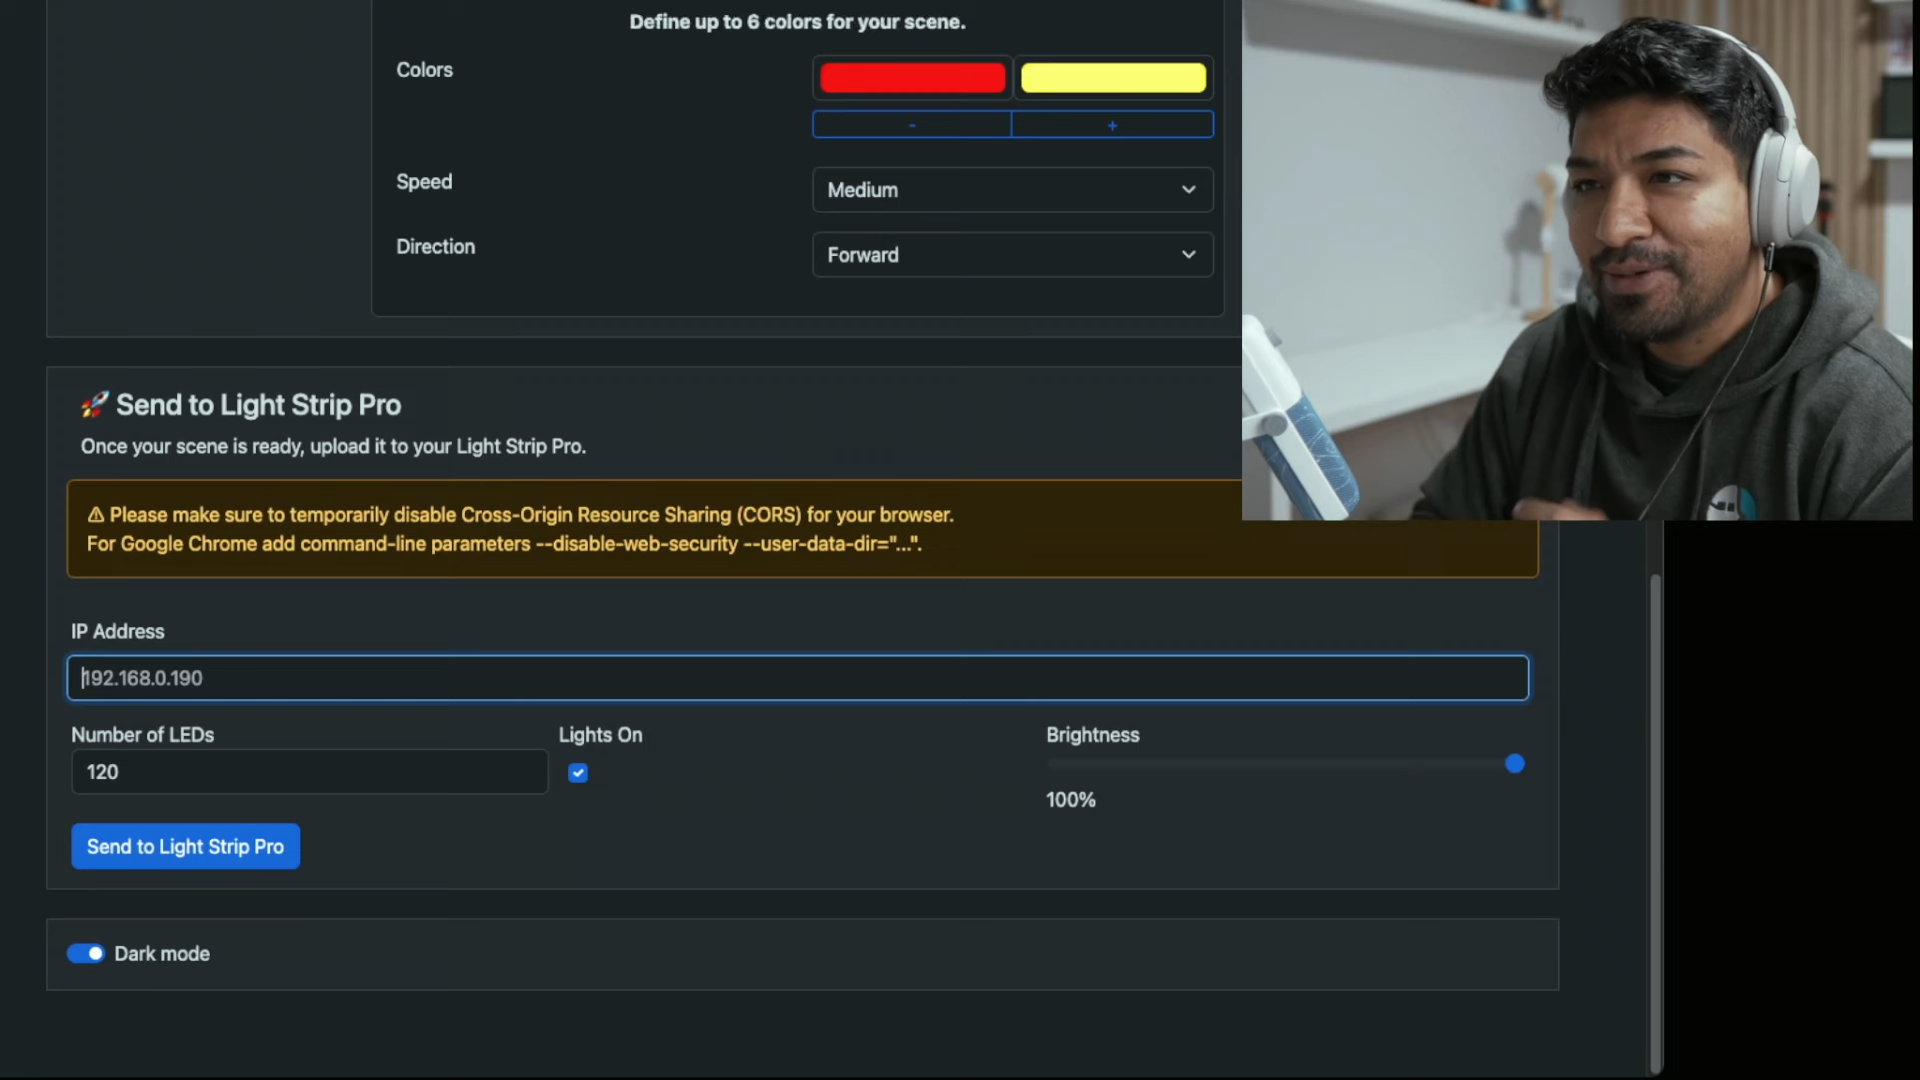 Define up to 6 colors for your scene.
Colors
-
+
Speed
Medium
Direction
Forward
🚀 Send to Light Strip Pro
Once your scene is ready, upload it to your Light Strip Pro.
⚠ Please make sure to temporarily disable Cross-Origin Resource Sharing (CORS) for your browser.
For Google Chrome add command-line parameters --disable-web-security --user-data-dir="...".
IP Address
192.168.0.190
Number of LEDs
Lights On
Brightness
120
100%
Send to Light Strip Pro
Dark mode